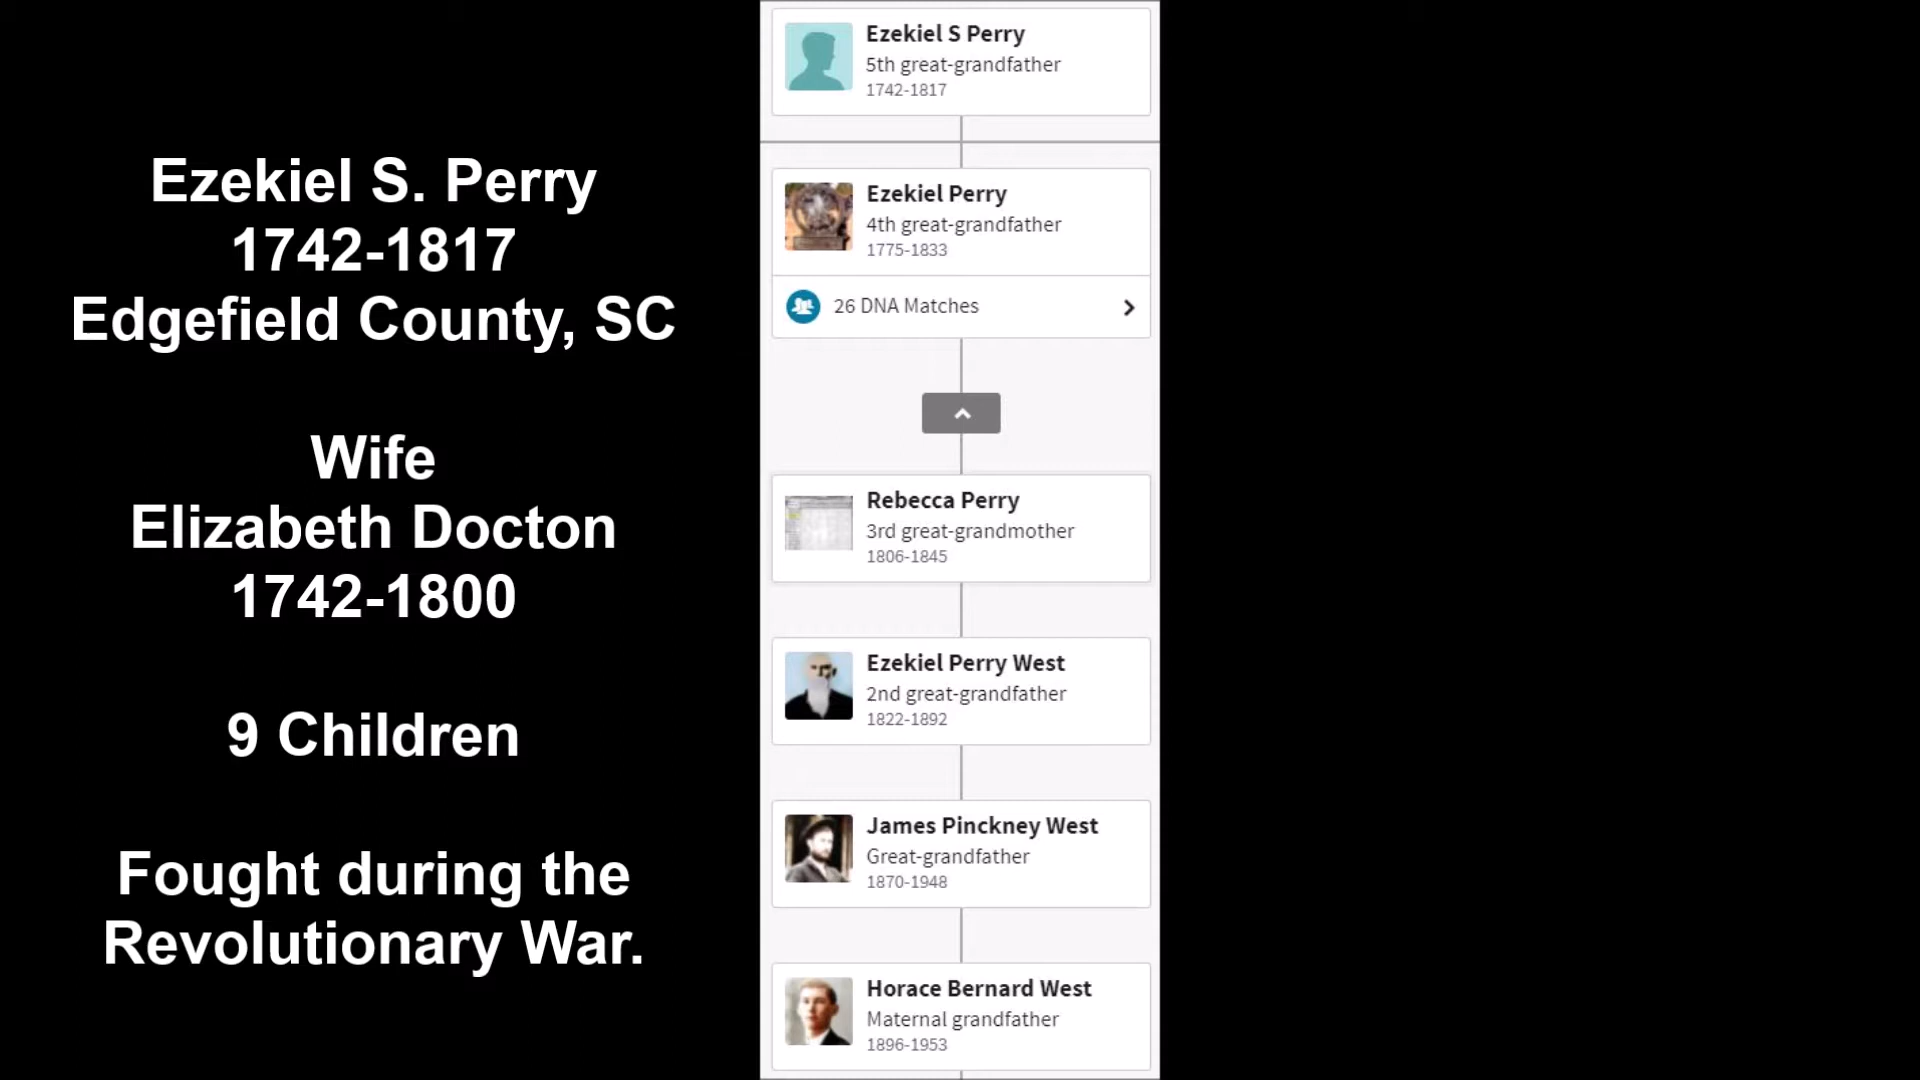 Ezekiel S. Perry
1742-1817
Edgefield County, SC
Wife
Elizabeth Docton
1742-1800
9 Children
Fought during the
Revolutionary War.
Ezekiel S Perry
5th great-grandfather
1742-1817
Ezekiel Perry
4th great-grandfather
1775-1833
26 DNA Matches
Rebecca Perry
3rd great-grandmother
1806-1845
Ezekiel Perry West
2nd great-grandfather
1822-1892
James Pinckney West
Great-grandfather
1870-1948
Horace Bernard West
Maternal grandfather
1896-1953